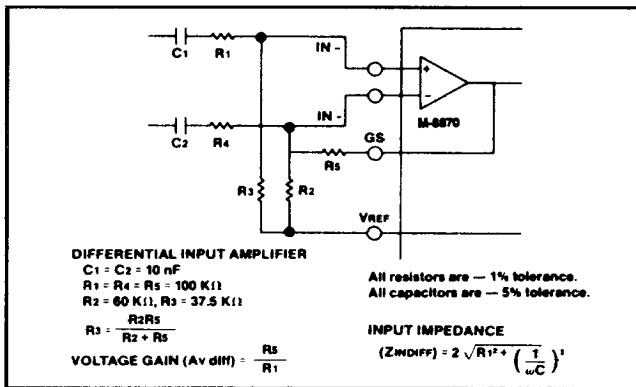 C1
R1
IN -
+
-
M-8870
IN -
C2
R4
GS
R5
R3
R2
VREF
DIFFERENTIAL INPUT AMPLIFIER
C1 = C2 = 10 nF
R1 = R4 = R5 = 100 KΩ
R2 = 60 KΩ, R3 = 37.5 KΩ
R3 = R2R5 / R2 + R5
VOLTAGE GAIN (Av diff) = R5 / R1
All resistors are — 1% tolerance.
All capacitors are — 5% tolerance.
INPUT IMPEDANCE
(ZINDIFF) = 2 √R1² + (1 / ωC)²